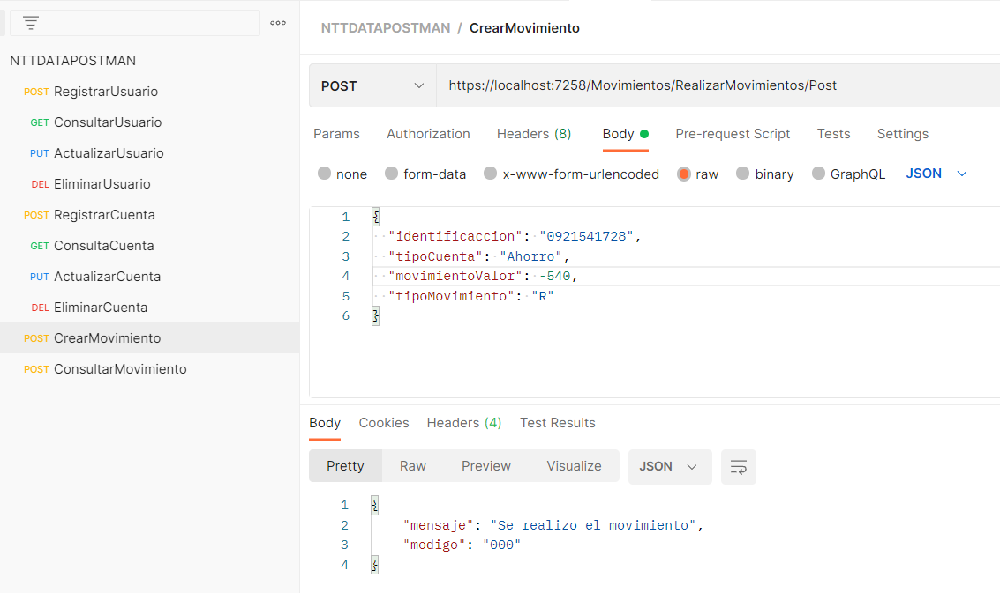 NTTDATAPOSTMAN
POST RegistrarUsuario
GET ConsultarUsuario
PUT ActualizarUsuario
DEL EliminarUsuario
POST RegistrarCuenta
GET ConsultaCuenta
PUT ActualizarCuenta
DEL EliminarCuenta
POST CrearMovimiento
POST ConsultarMovimiento
NTTDATAPOSTMAN / CrearMovimiento
POST https://localhost:7258/Movimientos/RealizarMovimientos/Post
Params Authorization Headers (8) Body Pre-request Script Tests Settings
none form-data x-www-form-urlencoded raw binary GraphQL JSON
1 {
2 "identificaccion": "0921541728",
3 "tipoCuenta": "Ahorro",
4 "movimientoValor": -540,
5 "tipoMovimiento": "R"
6 }
Body Cookies Headers (4) Test Results
Pretty Raw Preview Visualize JSON
1 {
2 "mensaje": "Se realizo el movimiento",
3 "modigo": "000"
4 }